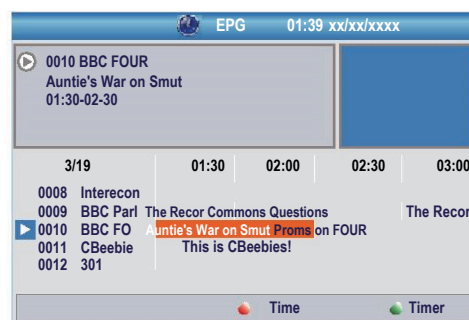 EPG 01:39 xx/xx/xxxx
0010 BBC FOUR
Auntie's War on Smut
01:30-02-30
3/19 01:30 02:00 02:30 03:00
0008 Interecon
0009 BBC Parl The Recor Commons Questions The Recor
0010 BBC FO Auntie's War on Smut Proms on FOUR
0011 CBeebie This is CBeebies!
0012 301
Time Timer